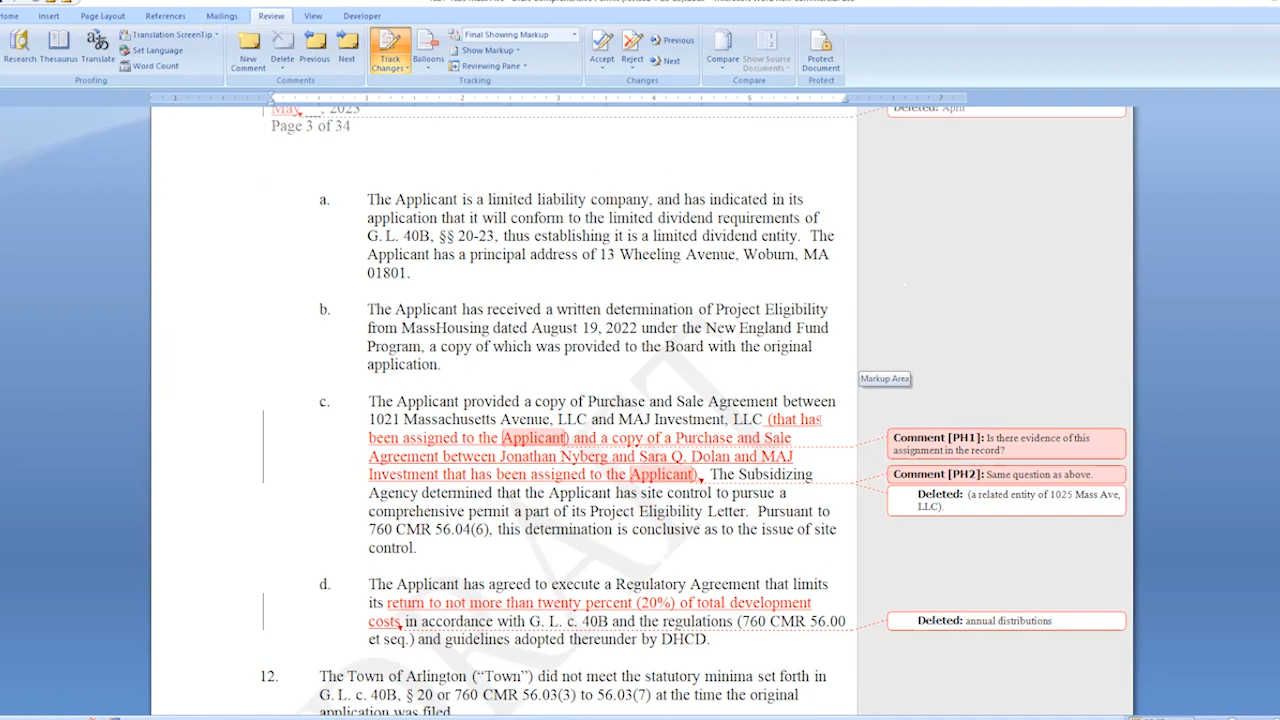 Home Insert Page Layout References Mailings Review View Developer
Research Thesaurus Translate
Translation ScreenTip
Set Language
Word Count
Proofing
New Comment Delete Previous Next
Comments
Track Changes Balloons
Final Showing Markup
Show Markup
Reviewing Pane
Tracking
Accept Reject
Previous
Next
Changes
Compare Show Source Documents
Compare
Protect Document
Protect
1 1 2 3 4 5 7
May __, 2023
Deleted: April
Page 3 of 34
a. The Applicant is a limited liability company, and has indicated in its
application that it will conform to the limited dividend requirements of
G. L. 40B, §§ 20-23, thus establishing it is a limited dividend entity. The
Applicant has a principal address of 13 Wheeling Avenue, Woburn, MA
01801.
b. The Applicant has received a written determination of Project Eligibility
from MassHousing dated August 19, 2022 under the New England Fund
Program, a copy of which was provided to the Board with the original
application.
Markup Area
c. The Applicant provided a copy of Purchase and Sale Agreement between
1021 Massachusetts Avenue, LLC and MAJ Investment, LLC (that has
been assigned to the Applicant) and a copy of a Purchase and Sale
Agreement between Jonathan Nyberg and Sara Q. Dolan and MAJ
Investment that has been assigned to the Applicant). The Subsidizing
Agency determined that the Applicant has site control to pursue a
comprehensive permit a part of its Project Eligibility Letter. Pursuant to
760 CMR 56.04(6), this determination is conclusive as to the issue of site
control.
Comment [PH1]: Is there evidence of this
assignment in the record?
Comment [PH2]: Same question as above.
Deleted: (a related entity of 1025 Mass Ave,
LLC).
d. The Applicant has agreed to execute a Regulatory Agreement that limits
its return to not more than twenty percent (20%) of total development
costs in accordance with G. L. c. 40B and the regulations (760 CMR 56.00
et seq.) and guidelines adopted thereunder by DHCD.
Deleted: annual distributions
12. The Town of Arlington (“Town”) did not meet the statutory minima set forth in
G. L. c. 40B, § 20 or 760 CMR 56.03(3) to 56.03(7) at the time the original
application was filed.
DRAFT